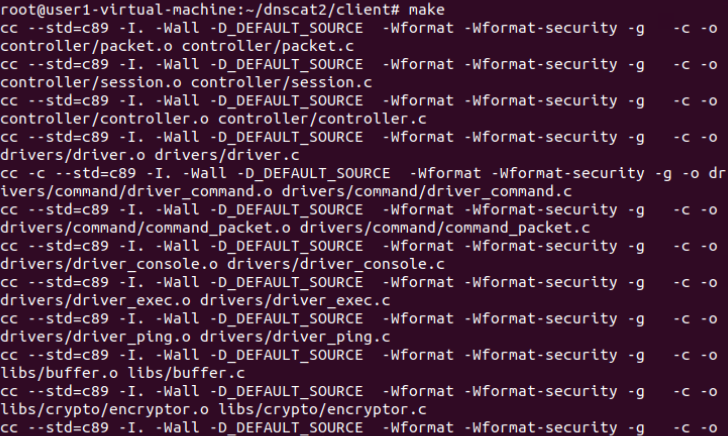 root@user1-virtual-machine:~/dnscat2/client# make
cc --std=c89 -I. -Wall -D_DEFAULT_SOURCE  -Wformat -Wformat-security -g   -c -o
controller/packet.o controller/packet.c
cc --std=c89 -I. -Wall -D_DEFAULT_SOURCE  -Wformat -Wformat-security -g   -c -o
controller/session.o controller/session.c
cc --std=c89 -I. -Wall -D_DEFAULT_SOURCE  -Wformat -Wformat-security -g   -c -o
controller/controller.o controller/controller.c
cc --std=c89 -I. -Wall -D_DEFAULT_SOURCE  -Wformat -Wformat-security -g   -c -o
drivers/driver.o drivers/driver.c
cc -c --std=c89 -I. -Wall -D_DEFAULT_SOURCE  -Wformat -Wformat-security -g -o dr
ivers/command/driver_command.o drivers/command/driver_command.c
cc --std=c89 -I. -Wall -D_DEFAULT_SOURCE  -Wformat -Wformat-security -g   -c -o
drivers/command/command_packet.o drivers/command/command_packet.c
cc --std=c89 -I. -Wall -D_DEFAULT_SOURCE  -Wformat -Wformat-security -g   -c -o
drivers/driver_console.o drivers/driver_console.c
cc --std=c89 -I. -Wall -D_DEFAULT_SOURCE  -Wformat -Wformat-security -g   -c -o
drivers/driver_exec.o drivers/driver_exec.c
cc --std=c89 -I. -Wall -D_DEFAULT_SOURCE  -Wformat -Wformat-security -g   -c -o
drivers/driver_ping.o drivers/driver_ping.c
cc --std=c89 -I. -Wall -D_DEFAULT_SOURCE  -Wformat -Wformat-security -g   -c -o
libs/buffer.o libs/buffer.c
cc --std=c89 -I. -Wall -D_DEFAULT_SOURCE  -Wformat -Wformat-security -g   -c -o
libs/crypto/encryptor.o libs/crypto/encryptor.c
cc --std=c89 -I. -Wall -D_DEFAULT_SOURCE  -Wformat -Wformat-security -g   -c -o